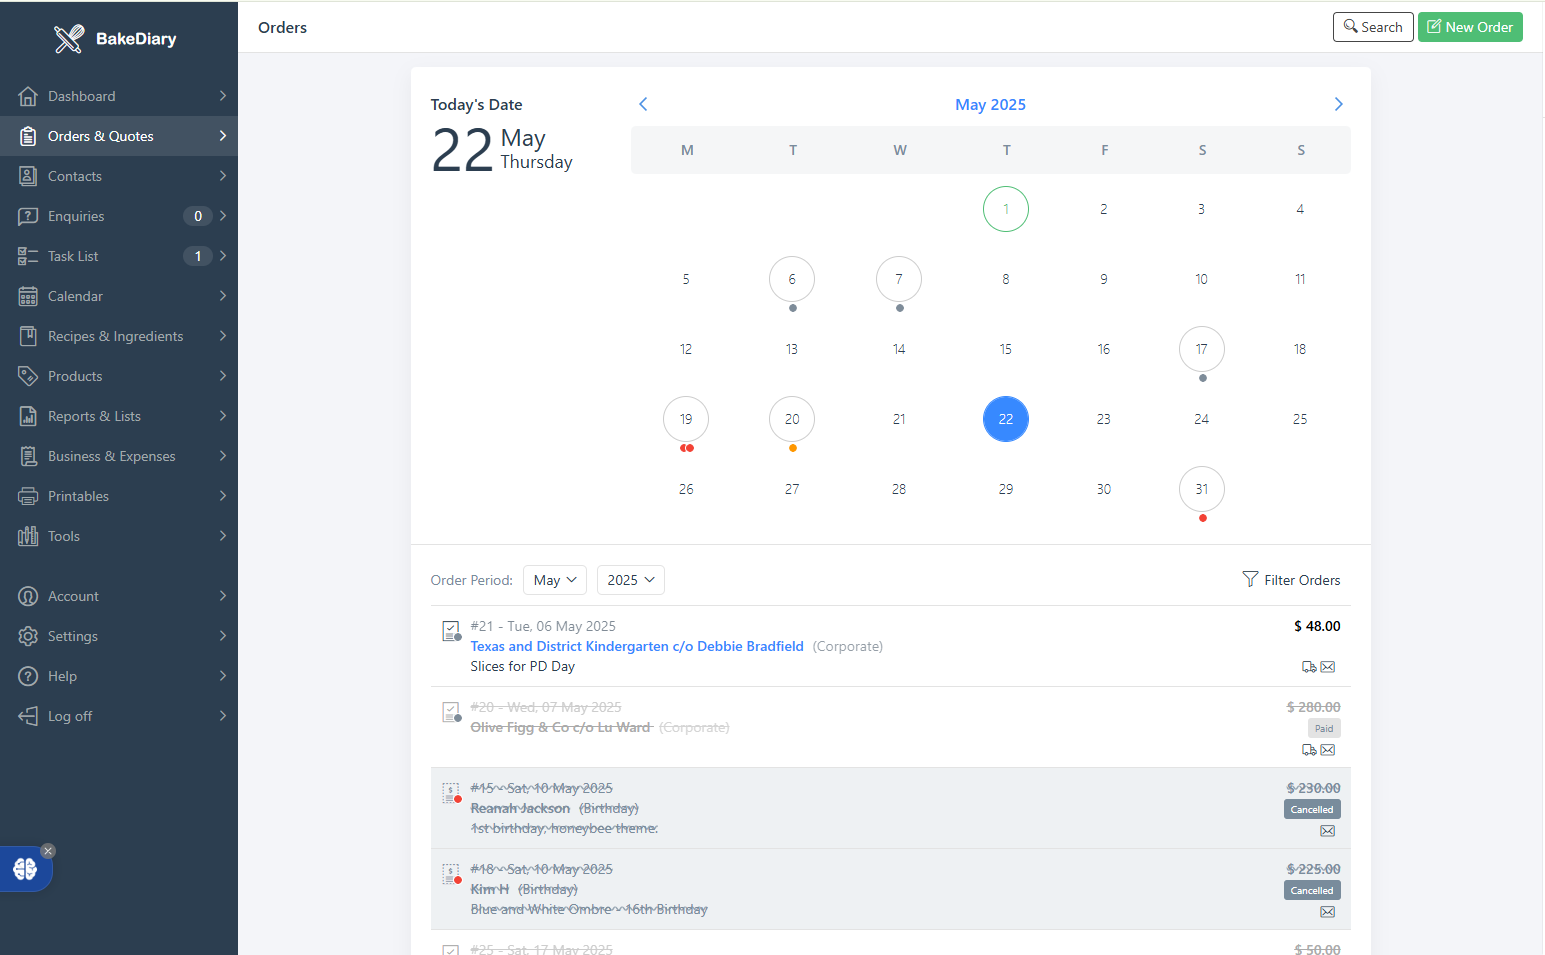 BakeDiary
Dashboard
Orders & Quotes
Contacts
Enquiries 0
Task List 1
Calendar
Recipes & Ingredients
Products
Reports & Lists
Business & Expenses
Printables
Tools
Account
Settings
Help
Log off
Orders
Search
New Order
Today's Date
22 May
Thursday
May 2025
M T W T F S S
1 2 3 4
5 6 7 8 9 10 11
12 13 14 15 16 17 18
19 20 21 22 23 24 25
26 27 28 29 30 31
Order Period: May 2025 Filter Orders
#21 - Tue, 06 May 2025 $ 48.00
Texas and District Kindergarten c/o Debbie Bradfield (Corporate)
Slices for PD Day
#20 - Wed, 07 May 2025 $ 280.00
Olive Figg & Co c/o Lu Ward (Corporate)
Paid
#15 - Sat, 10 May 2025 $ 230.00
Reanah Jackson (Birthday) Cancelled
1st birthday, honeybee theme.
#18 - Sat, 10 May 2025 $ 225.00
Kim H (Birthday) Cancelled
Blue and White Ombre - 16th Birthday
#25 - Sat, 17 May 2025 $ 50.00